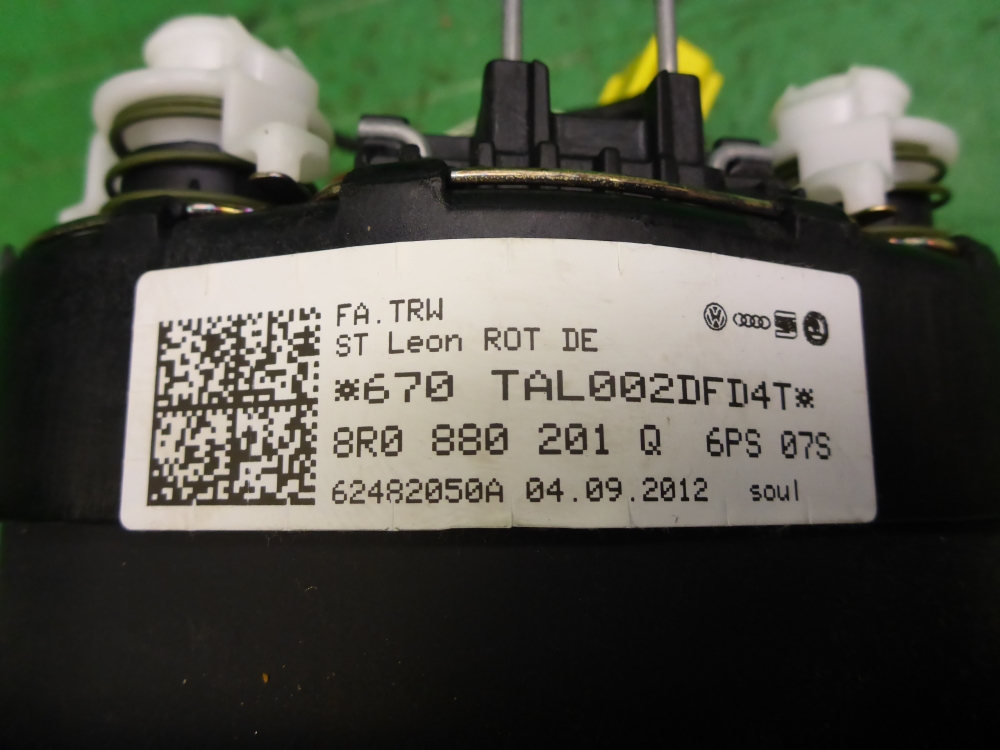 FA.TRW
ST Leon ROT DE
*670 TAL002DFD4T*
8R0 880 201 Q 6PS 07S
62482050A 04.09.2012 soul